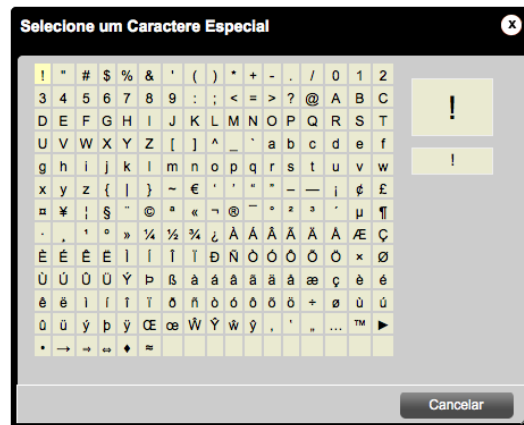 Selecione um Caractere Especial
x
! " # $ % & ' ( ) * + - . / 0 1 2
3 4 5 6 7 8 9 : ; < = > ? @ A B C
D E F G H I J K L M N O P Q R S T
U V W X Y Z [ ] ^ _ ` a b c d e f
g h i j k l m n o p q r s t u v w
x y z { | } ~ € ‘ ’ “ ” – — ¡ ¢ £
¤ ¥ ¦ § ¨ © ª « ¬ ® ¯ ° ² ³ ´ µ ¶
· ¸ ¹ º » ¼ ½ ¾ ¿ À Á Â Ã Ä Å Æ Ç
È É Ê Ë Ì Í Î Ï Ð Ñ Ò Ó Ô Õ Ö × Ø
Ù Ú Û Ü Ý Þ ß à á â ã ä å æ ç è é
ê ë ì í î ï ð ñ ò ó ô õ ö ÷ ø ù ú
û ü ý þ ÿ Œ œ Ŵ Ŷ ŵ ŷ ‚ ‛ „ … ™ ►
• → ⇒ ⇔ ♦ ≈
!
!
Cancelar